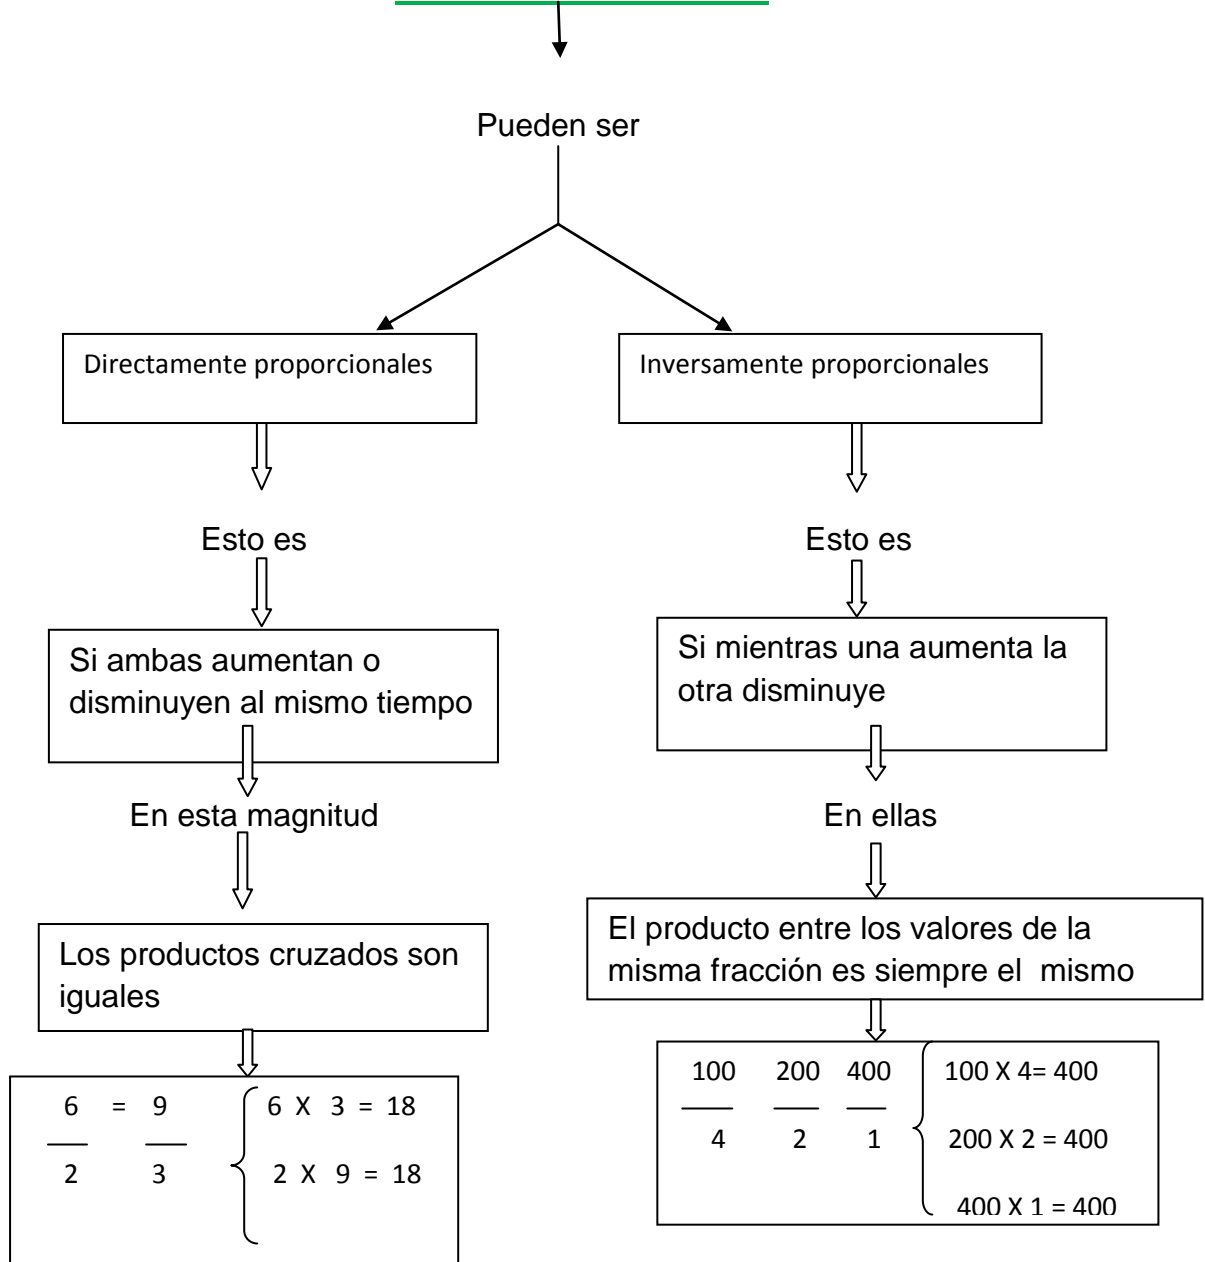 Pueden ser
Directamente proporcionales
Inversamente proporcionales
Esto es
Esto es
Si ambas aumentan o
disminuyen al mismo tiempo
Si mientras una aumenta la
otra disminuye
En esta magnitud
En ellas
Los productos cruzados son
iguales
El producto entre los valores de la
misma fracción es siempre el mismo
6 = 9
2 3
6 X 3 = 18
2 X 9 = 18
100 200 400
4 2 1
100 X 4= 400
200 X 2 = 400
400 X 1 = 400